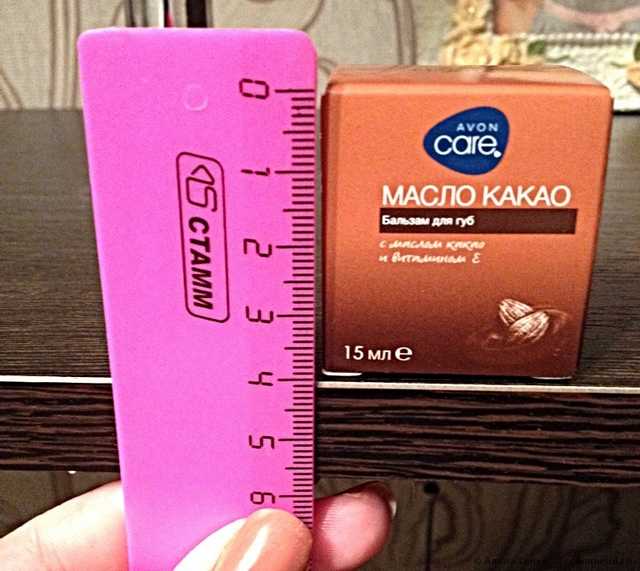 0
1
2
3
4
5
6
СТАММ
AVON
care
МАСЛО КАКАО
Бальзам для губ
с маслом какао
и витамином Е
15 мл e